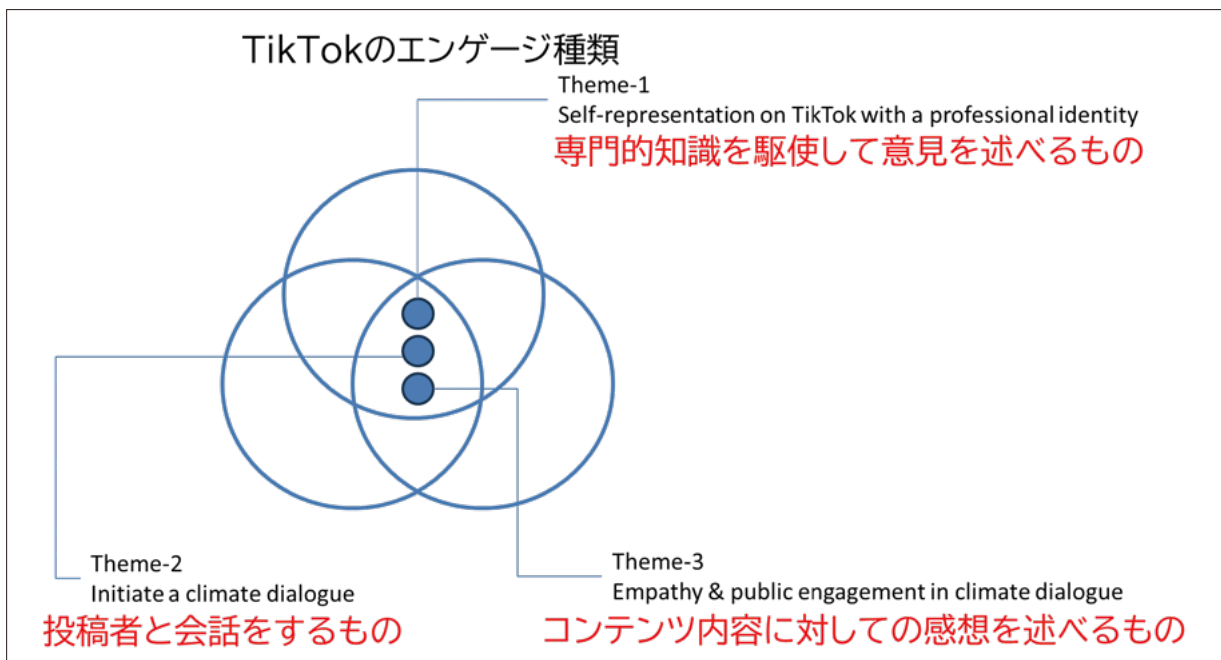 TikTokのエンゲージ種類
Theme-1
Self-representation on TikTok with a professional identity
専門的知識を駆使して意見を述べるもの
Theme-2
Initiate a climate dialogue
投稿者と会話をするもの
Theme-3
Empathy & public engagement in climate dialogue
コンテンツ内容に対しての感想を述べるもの